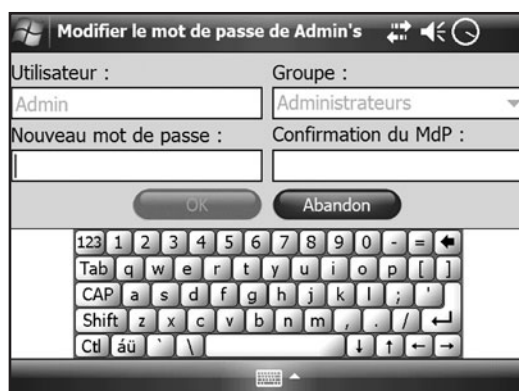 Modifier le mot de passe de Admin's
Utilisateur :
Groupe :
Admin
Administrateurs
Nouveau mot de passe :
Confirmation du MdP :
OK
Abandon
123 1 2 3 4 5 6 7 8 9 0 - =
Tab q w e r t y u i o p [ ]
CAP a s d f g h j k l ; '
Shift z x c v b n m , . /
Ctl áü ` \